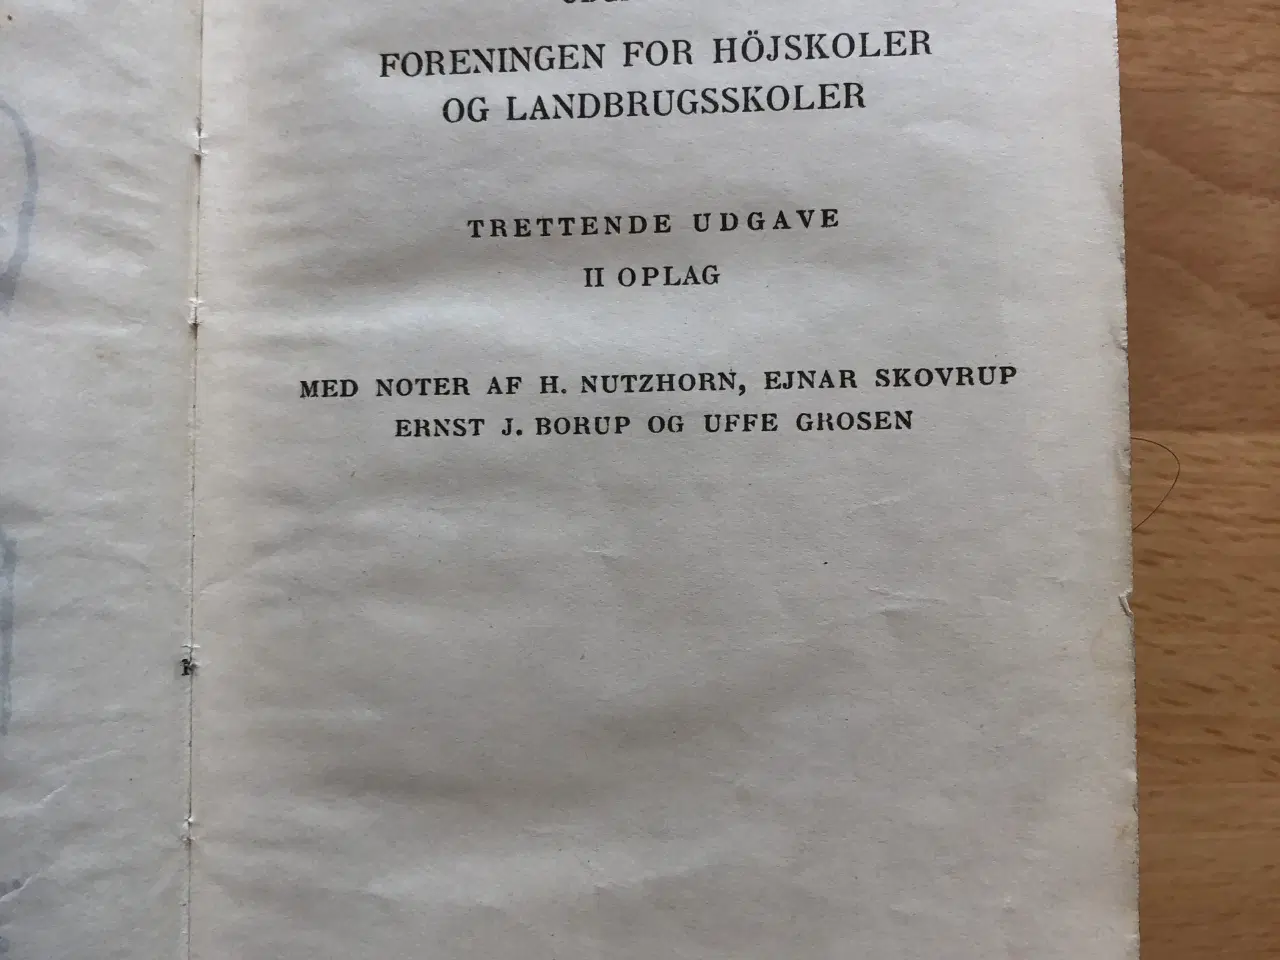 FORENINGEN FOR HÖJSKOLER
OG LANDBRUGSSKOLER
TRETTENDE UDGAVE
II OPLAG
MED NOTER AF H. NUTZHORN, EJNAR SKOVRUP
ERNST J. BORUP OG UFFE GROSEN